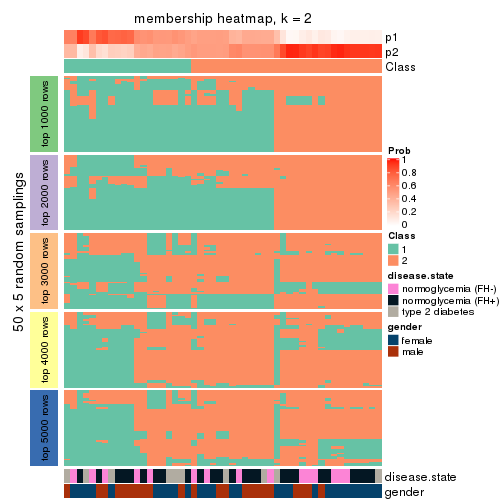 membership heatmap, k = 2
p1
p2
Class
50 x 5 random samplings
top 1000 rows
top 2000 rows
top 3000 rows
top 4000 rows
top 5000 rows
Prob
1
0.8
0.6
0.4
0.2
0
Class
1
2
disease.state
normoglycemia (FH-)
normoglycemia (FH+)
type 2 diabetes
gender
female
male
disease.state
gender